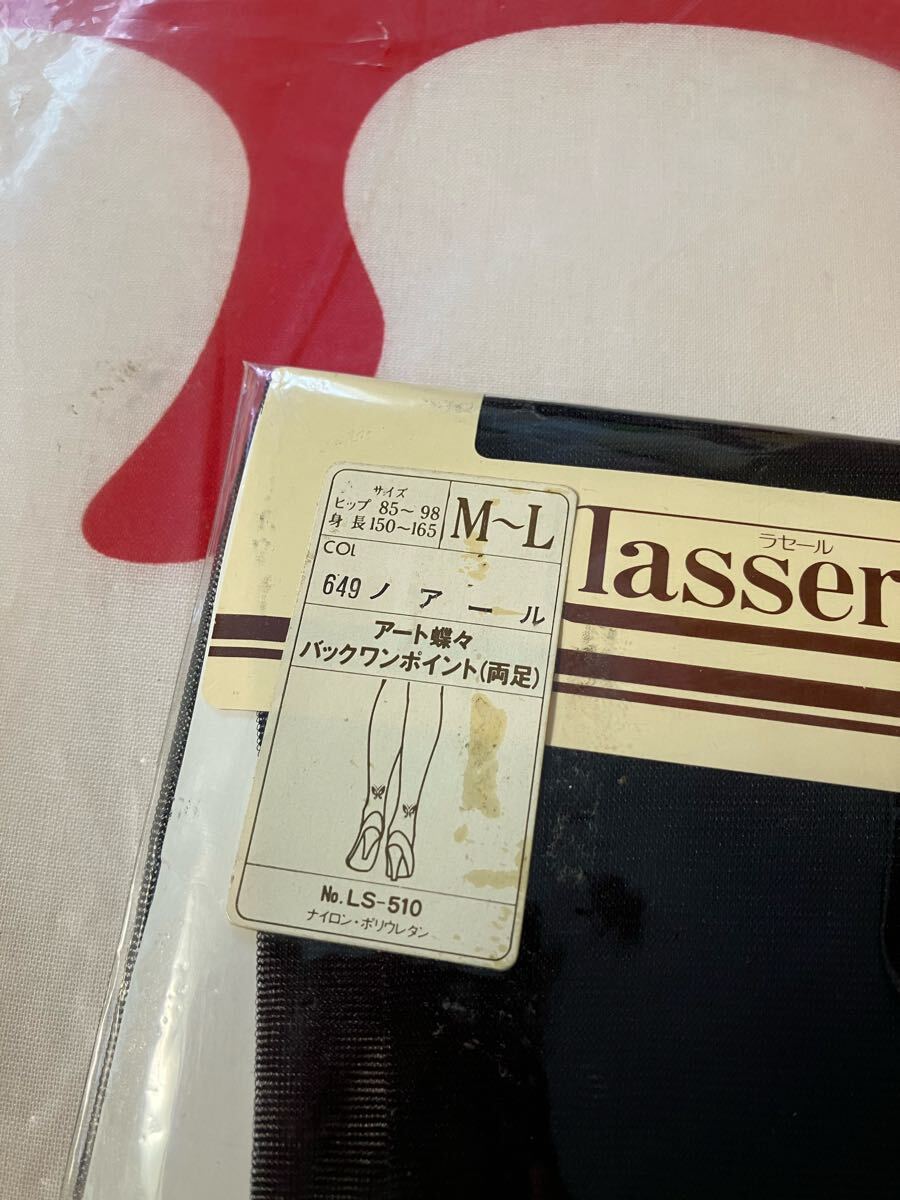 サイズ
ヒップ 85〜98
身長 150〜165
M〜L
COL
649 ノアール
アート蝶々
バックワンポイント(両足)
No. LS-510
ナイロン・ポリウレタン
ラセール
lasser